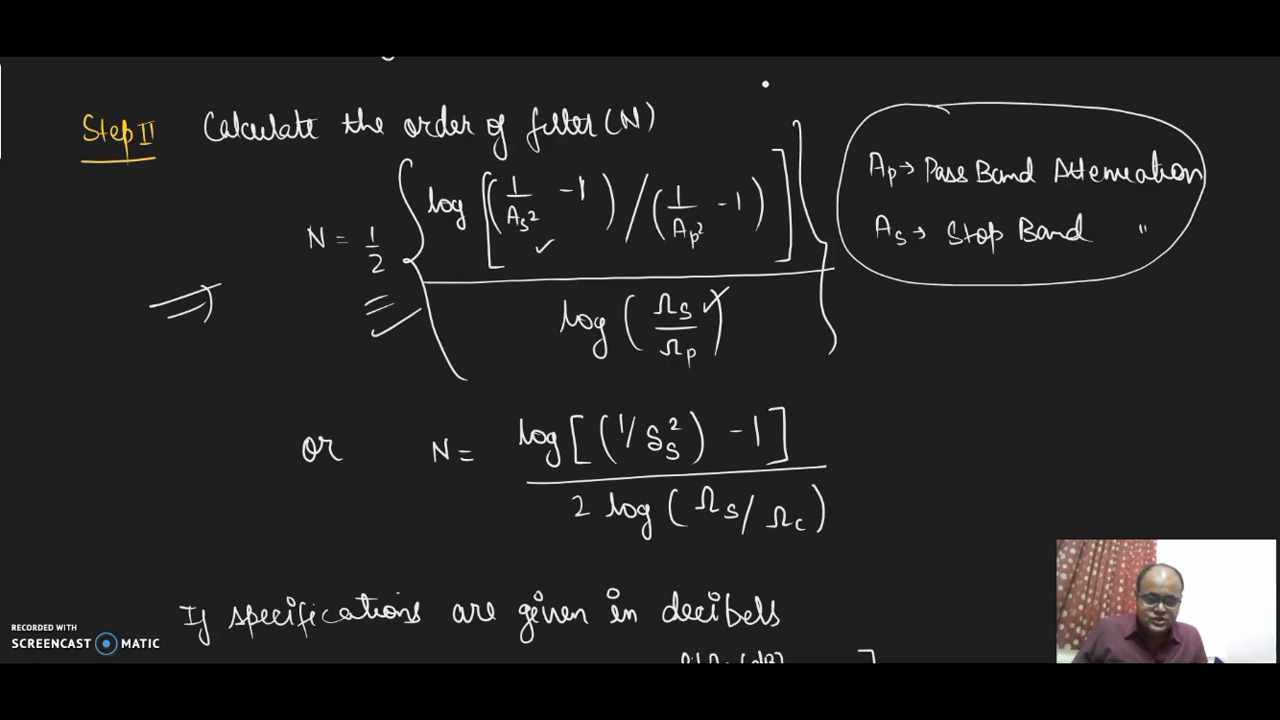 Step II Calculate the order of filter (N)
N = 1/2 { log [ (1/As² - 1) / (1/Ap² - 1) ] / log (Ωs/Ωp) }
Ap → Pass Band Attenuation
As → Stop Band "
or N = log[(1/δs²) - 1] / 2 log (Ωs/Ωc)
If specifications are given in decibels
RECORDED WITH
SCREENCAST MATIC